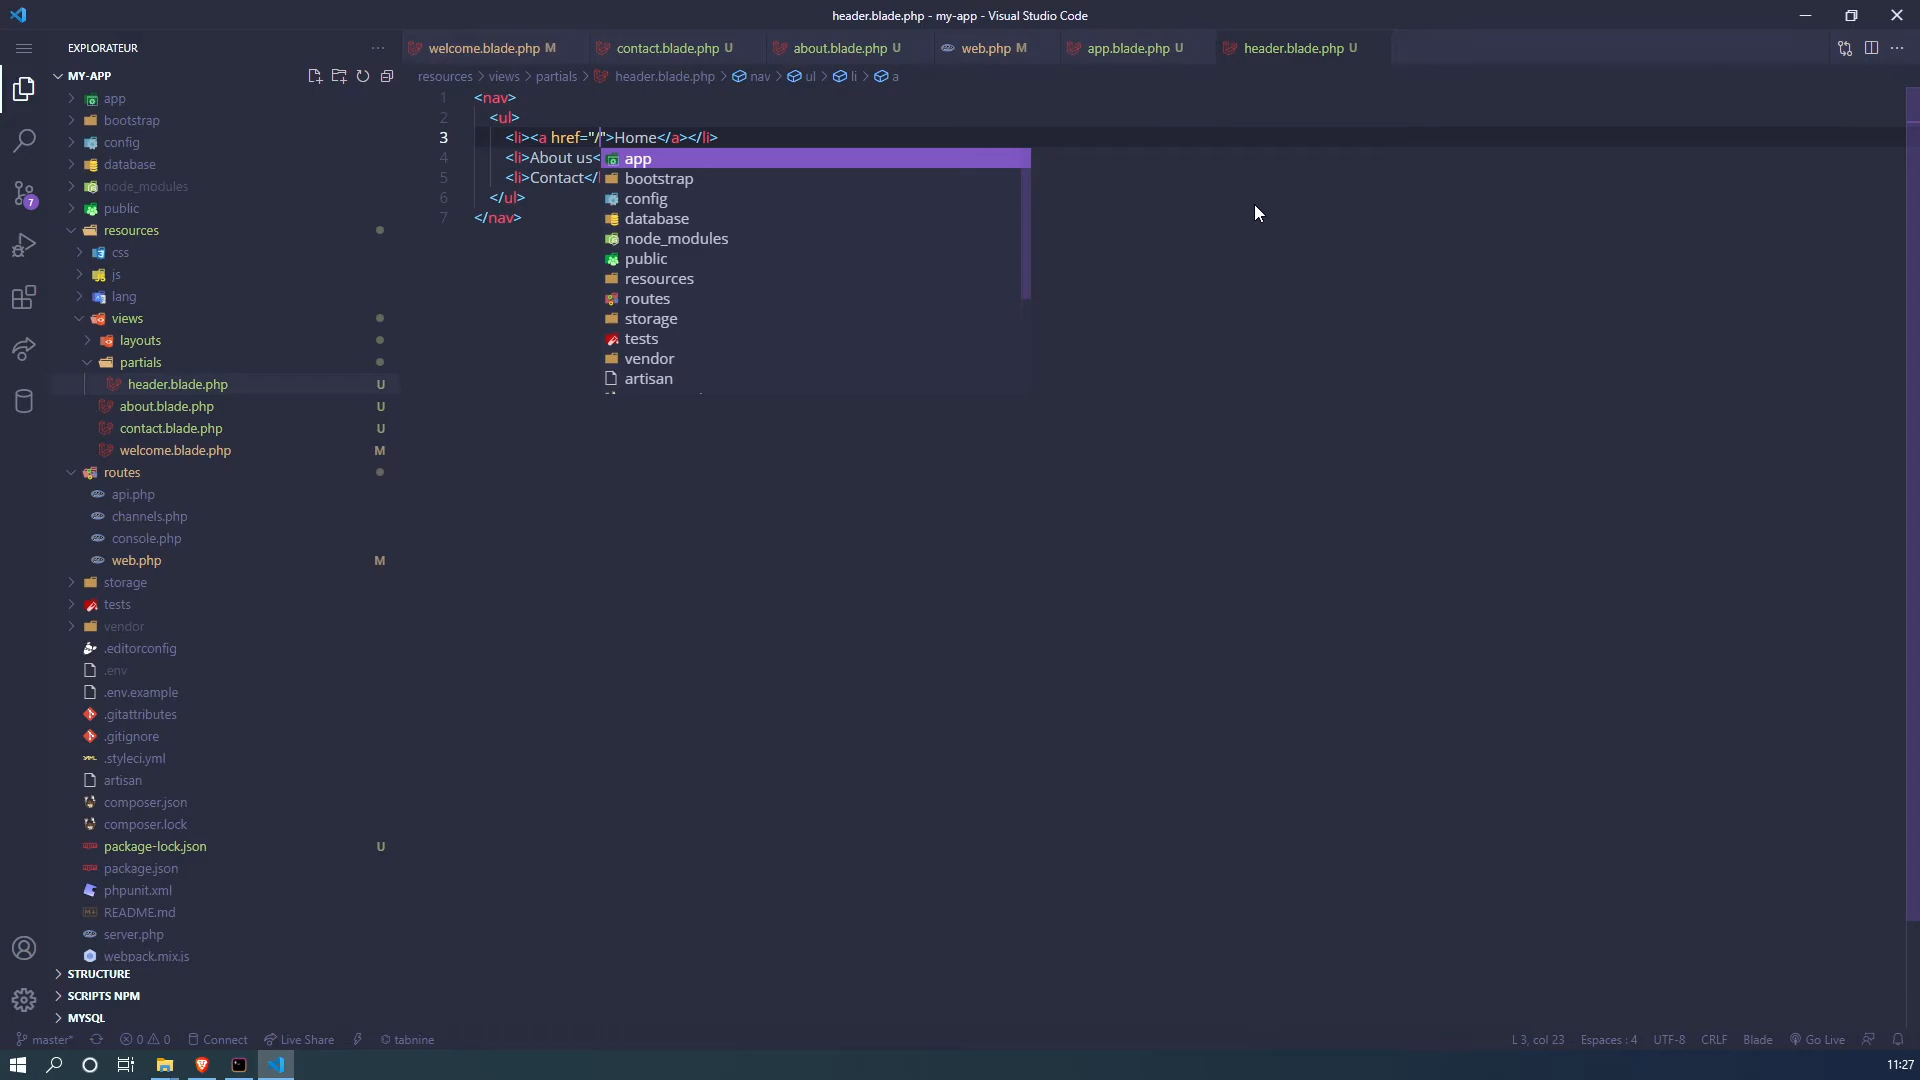 header.blade.php - my-app - Visual Studio Code
EXPLORATEUR
welcome.blade.php M
contact.blade.php U
about.blade.php U
web.php M
app.blade.php U
header.blade.php U
MY-APP
resources > views > partials > header.blade.php > nav > ul > li > a
app
bootstrap
config
database
node_modules
public
resources
css
js
lang
views
layouts
partials
header.blade.php U
about.blade.php U
contact.blade.php U
welcome.blade.php M
routes
api.php
channels.php
console.php
web.php M
storage
tests
vendor
.editorconfig
.env
.env.example
.gitattributes
.gitignore
.styleci.yml
artisan
composer.json
composer.lock
package-lock.json U
package.json
phpunit.xml
README.md
server.php
webpack.mix.js
STRUCTURE
SCRIPTS NPM
MYSQL
7
1 <nav>
2 <ul>
3 <li><a href="/">Home</a></li>
4 <li>About us<
5 <li>Contact</
6 </ul>
7 </nav>
app
bootstrap
config
database
node_modules
public
resources
routes
storage
tests
vendor
artisan
master* 0 0 Connect Live Share tabnine
L 3, col 23 Espaces : 4 UTF-8 CRLF Blade Go Live
11:27